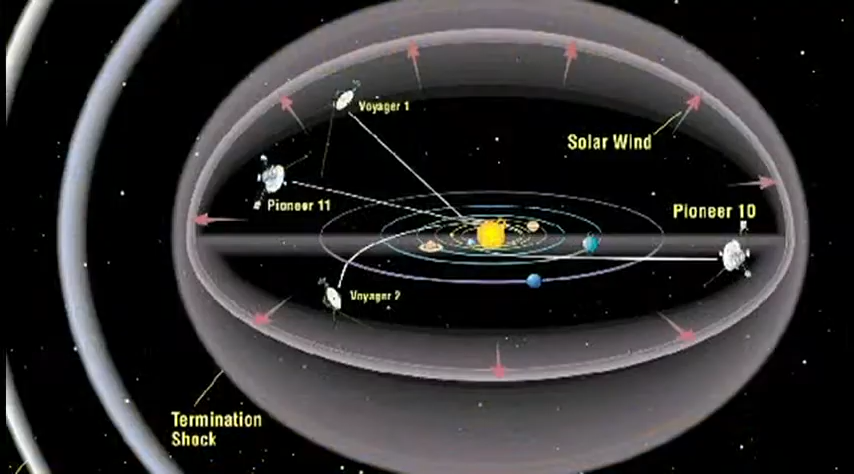 Voyager 1
Solar Wind
Pioneer 11
Pioneer 10
Voyager 2
Termination
Shock